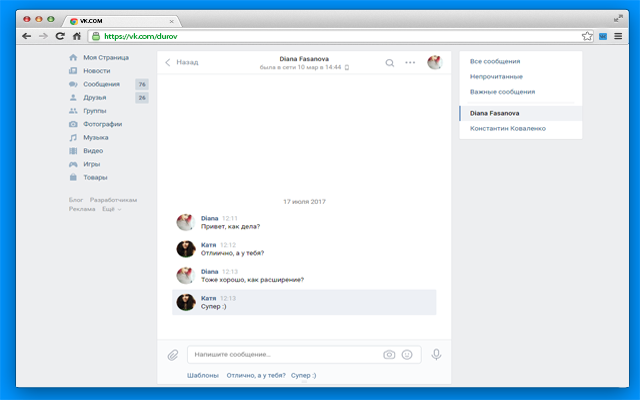 VK.COM
https://vk.com/durov
Моя Страница
Новости
Сообщения 76
Друзья 26
Группы
Фотографии
Музыка
Видео
Игры
Товары
Блог Разработчикам
Реклама Ещё
Назад
Diana Fasanova
была в сети 10 мар в 14:44
17 июля 2017
Diana 12:11
Привет, как дела?
Катя 12:12
Отлиично, а у тебя?
Diana 12:13
Тоже хорошо, как расширение?
Катя 12:13
Супер :)
Напишите сообщение...
Шаблоны Отлично, а у тебя? Супер :)
Все сообщения
Непрочитанные
Важные сообщения
Diana Fasanova
Константин Коваленко